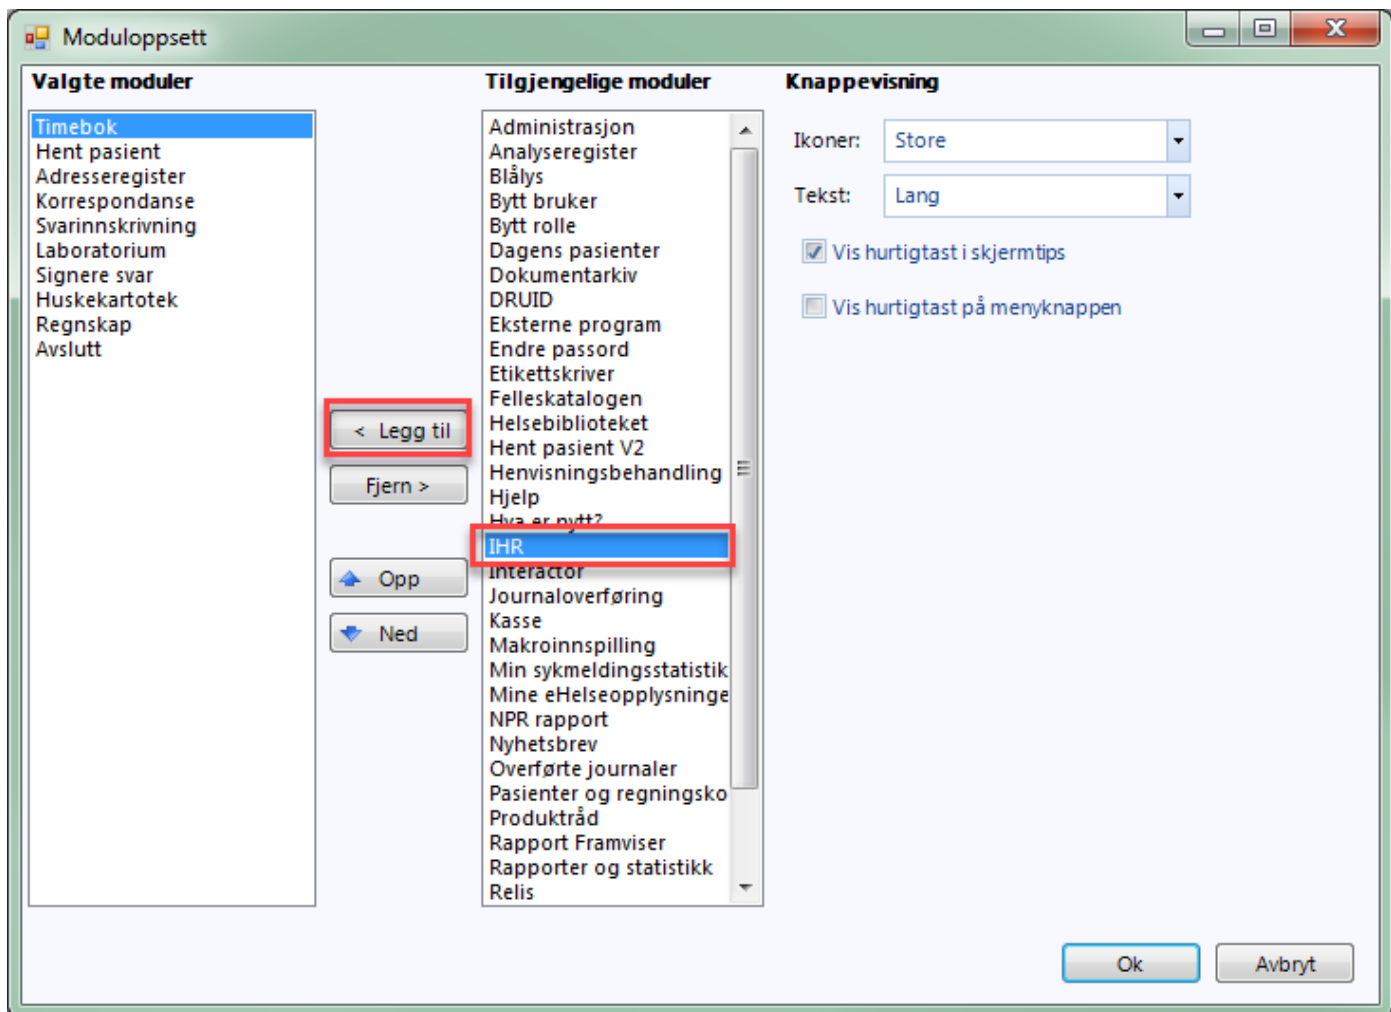 Moduloppsett
Valgte moduler
Timebok
Hent pasient
Adresseregister
Korrespondanse
Svarinnskrivning
Laboratorium
Signere svar
Huskekartotek
Regnskap
Avslutt
< Legg til
Fjern >
Opp
Ned
Tilgjengelige moduler
Administrasjon
Analyseregister
Blålys
Bytt bruker
Bytt rolle
Dagens pasienter
Dokumentarkiv
DRUID
Eksterne program
Endre passord
Etikettskriver
Felleskatalogen
Helsebiblioteket
Hent pasient V2
Henvisningsbehandling
Hjelp
Hva er nytt?
IHR
Interactor
Journaloverføring
Kasse
Makroinnspilling
Min sykmeldingsstatistik
Mine eHelseopplysninge
NPR rapport
Nyhetsbrev
Overførte journaler
Pasienter og regningsko
Produktråd
Rapport Framviser
Rapporter og statistikk
Relis
Knappevisning
Ikoner: Store
Tekst: Lang
Vis hurtigtast i skjermtips
Vis hurtigtast på menyknappen
Ok
Avbryt